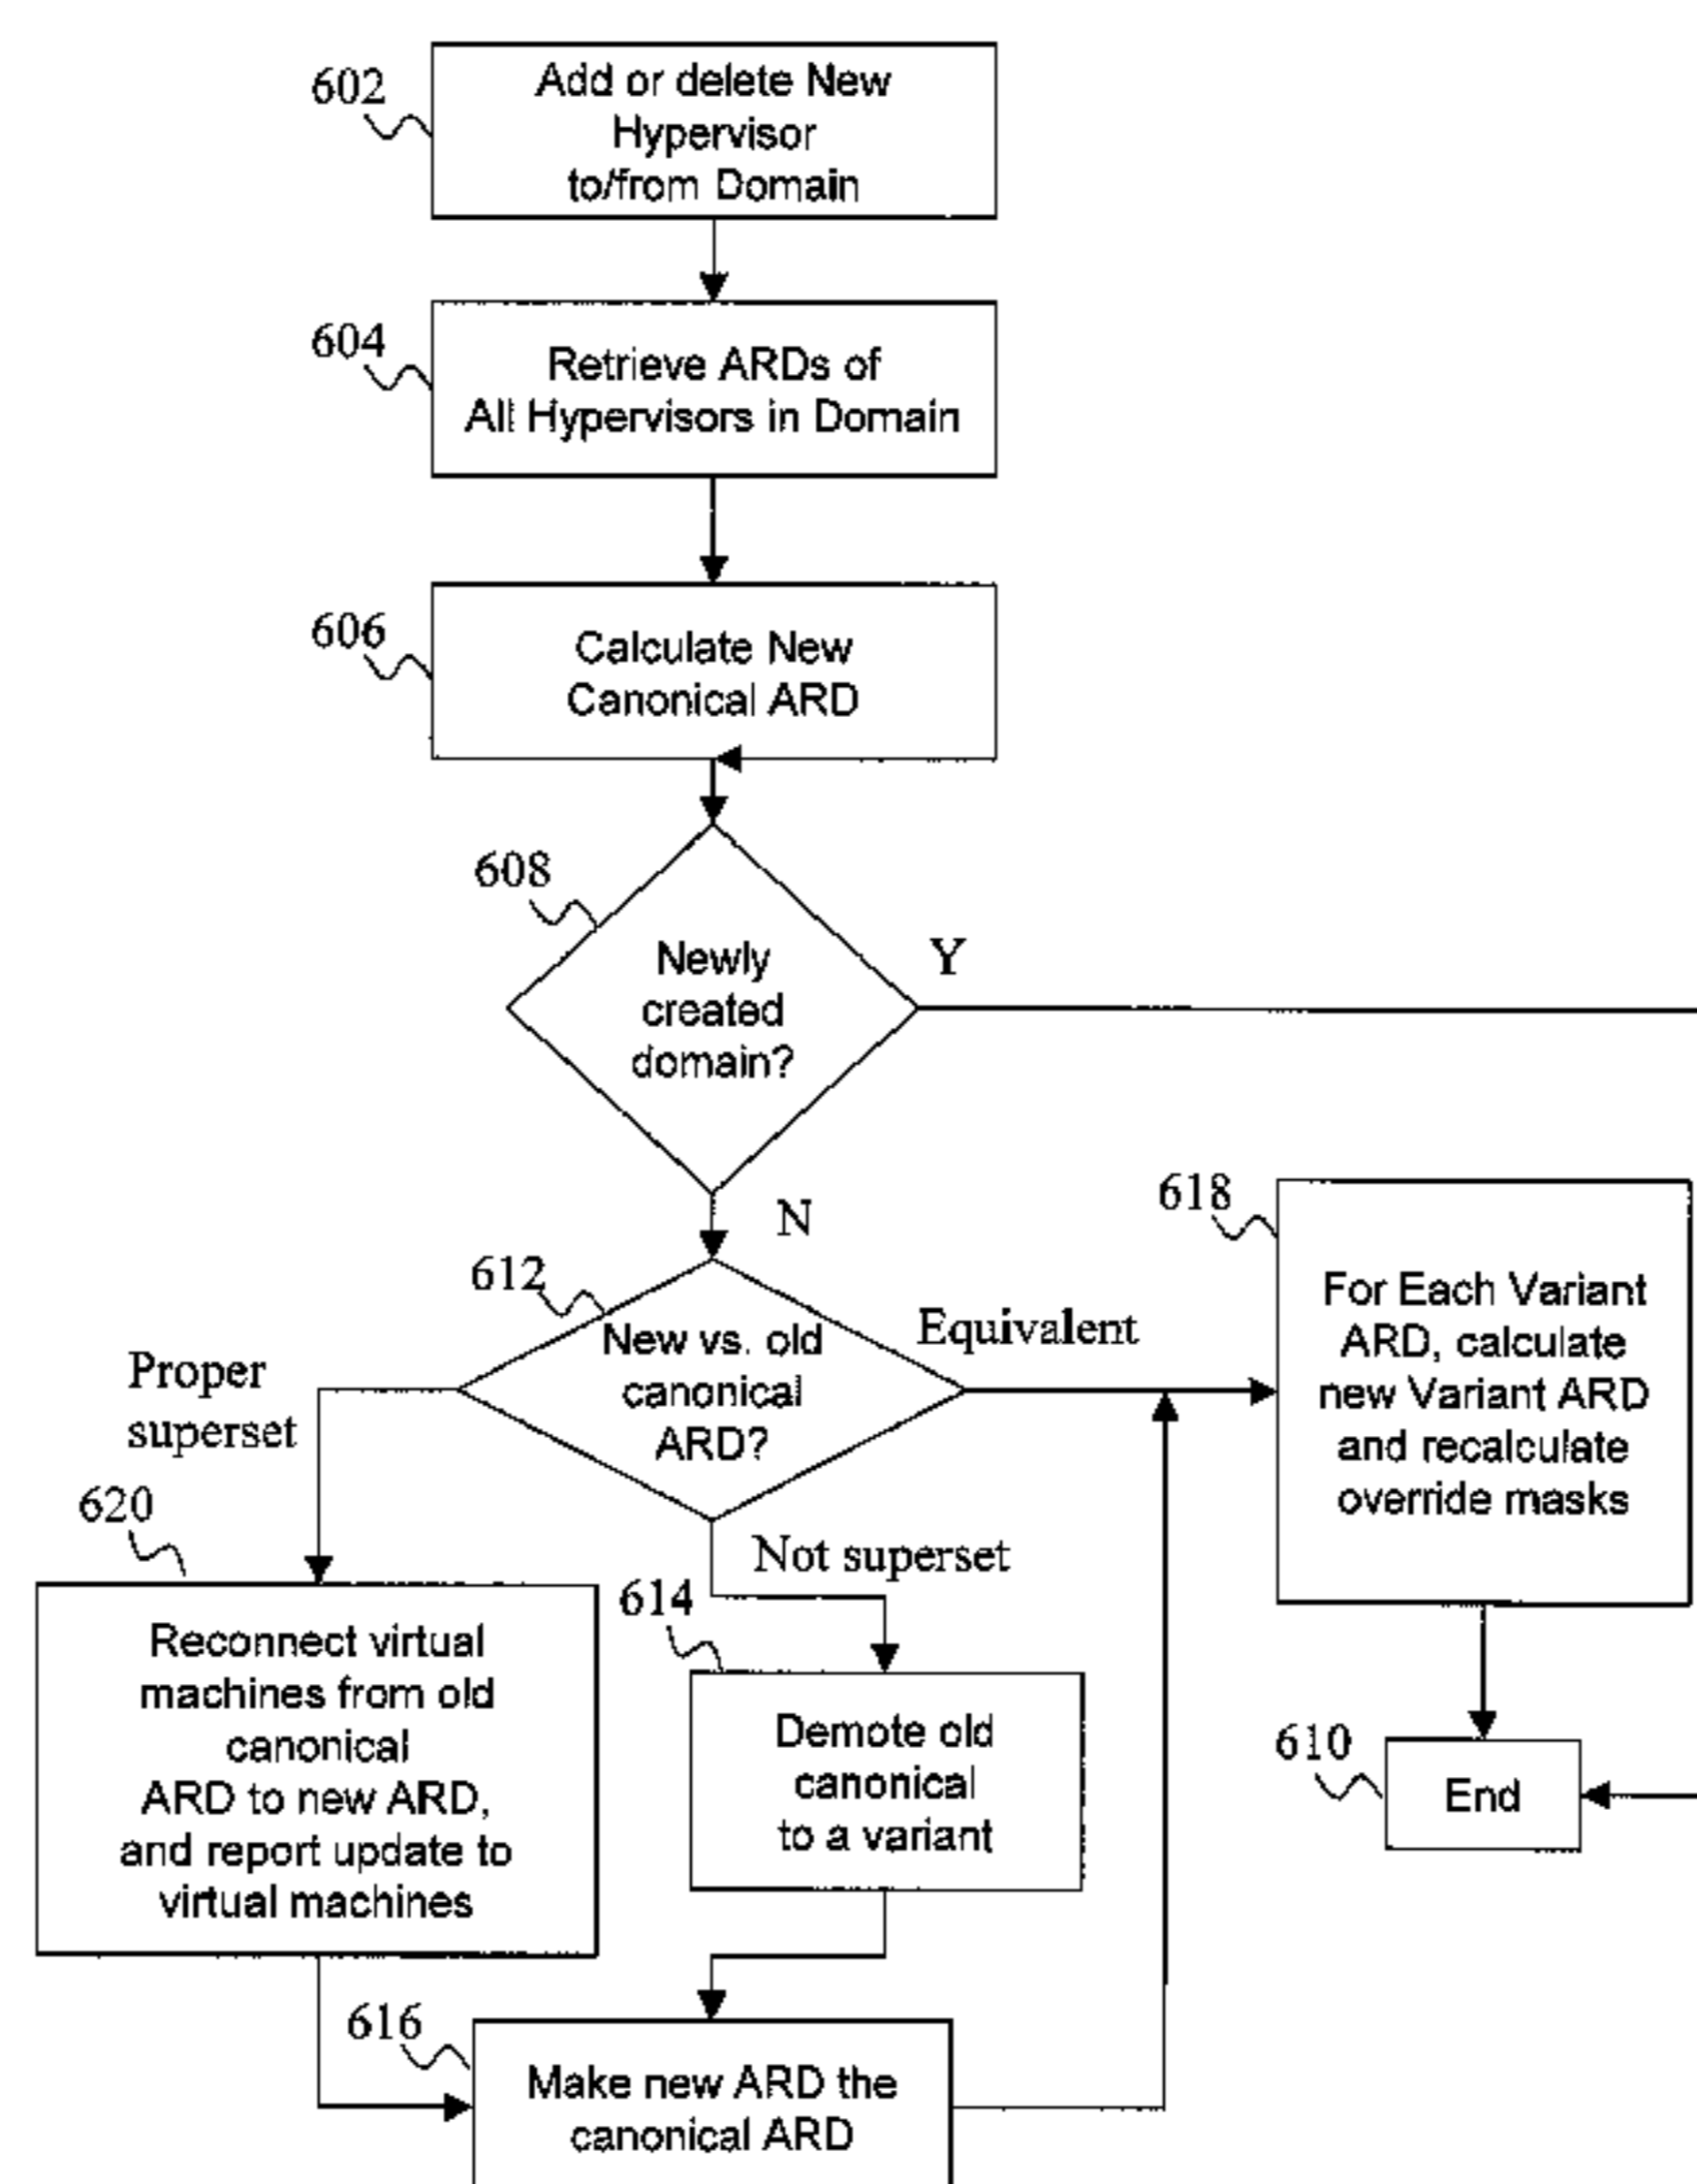 602
Add or delete New
Hypervisor
to/from Domain
604
Retrieve ARDs of
All Hypervisors in Domain
606
Calculate New
Canonical ARD
608
Newly
created
domain?
Y
N
612
New vs. old
canonical
ARD?
Equivalent
Proper
superset
Not superset
618
For Each Variant
ARD, calculate
new Variant ARD
and recalculate
override masks
620
Reconnect virtual
machines from old
canonical
ARD to new ARD,
and report update to
virtual machines
614
Demote old
canonical
to a variant
610
End
616
Make new ARD the
canonical ARD